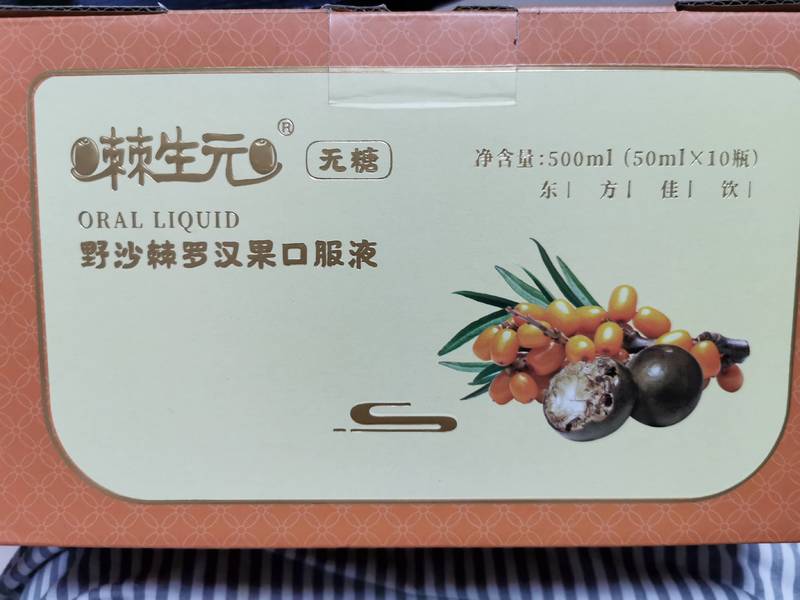 棘生元®
无糖
ORAL LIQUID
野沙棘罗汉果口服液
净含量:500ml (50ml×10瓶)
东| 方| 佳| 饮|